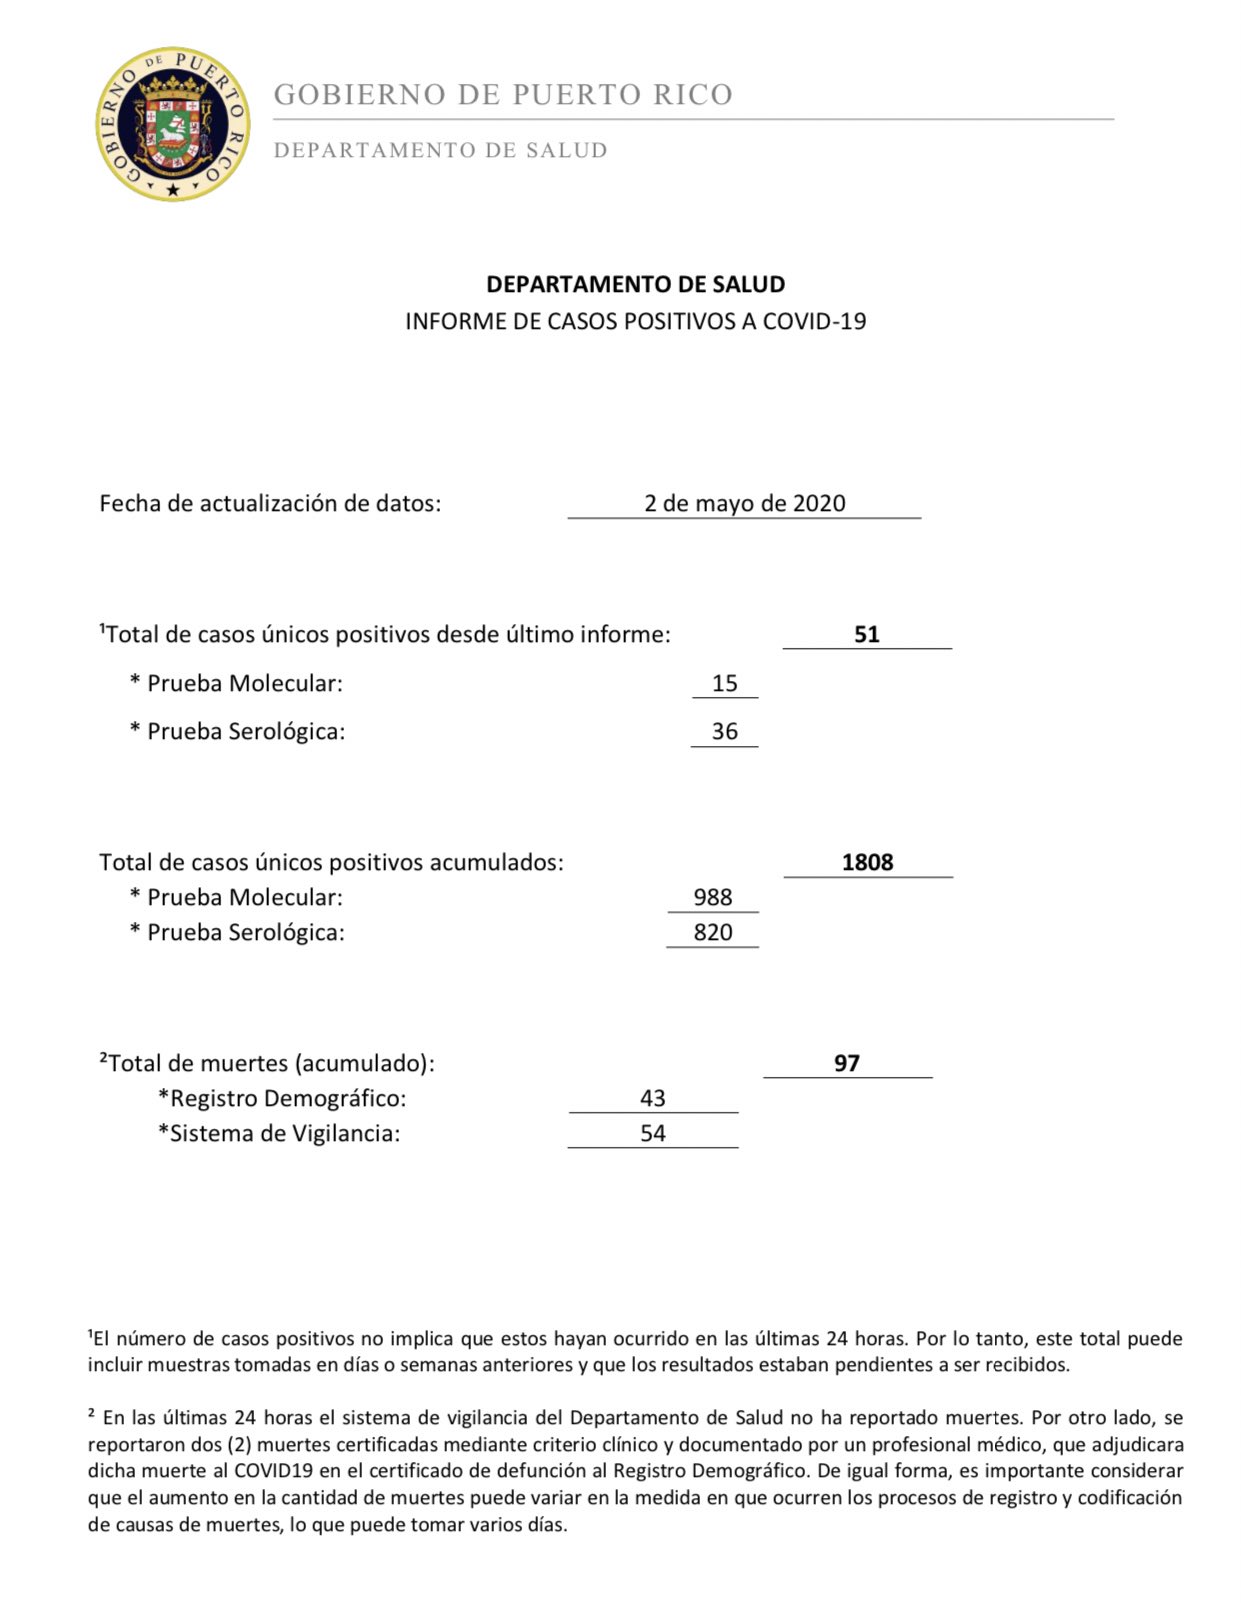 GOBIERNO DE PUERTO RICO
GOBIERNO DE PUERTO RICO
DEPARTAMENTO DE SALUD
DEPARTAMENTO DE SALUD
INFORME DE CASOS POSITIVOS A COVID-19
Fecha de actualización de datos: 2 de mayo de 2020
¹Total de casos únicos positivos desde último informe: 51
* Prueba Molecular: 15
* Prueba Serológica: 36
Total de casos únicos positivos acumulados: 1808
* Prueba Molecular: 988
* Prueba Serológica: 820
²Total de muertes (acumulado): 97
*Registro Demográfico: 43
*Sistema de Vigilancia: 54
¹El número de casos positivos no implica que estos hayan ocurrido en las últimas 24 horas. Por lo tanto, este total puede
incluir muestras tomadas en días o semanas anteriores y que los resultados estaban pendientes a ser recibidos.
² En las últimas 24 horas el sistema de vigilancia del Departamento de Salud no ha reportado muertes. Por otro lado, se
reportaron dos (2) muertes certificadas mediante criterio clínico y documentado por un profesional médico, que adjudicara
dicha muerte al COVID19 en el certificado de defunción al Registro Demográfico. De igual forma, es importante considerar
que el aumento en la cantidad de muertes puede variar en la medida en que ocurren los procesos de registro y codificación
de causas de muertes, lo que puede tomar varios días.